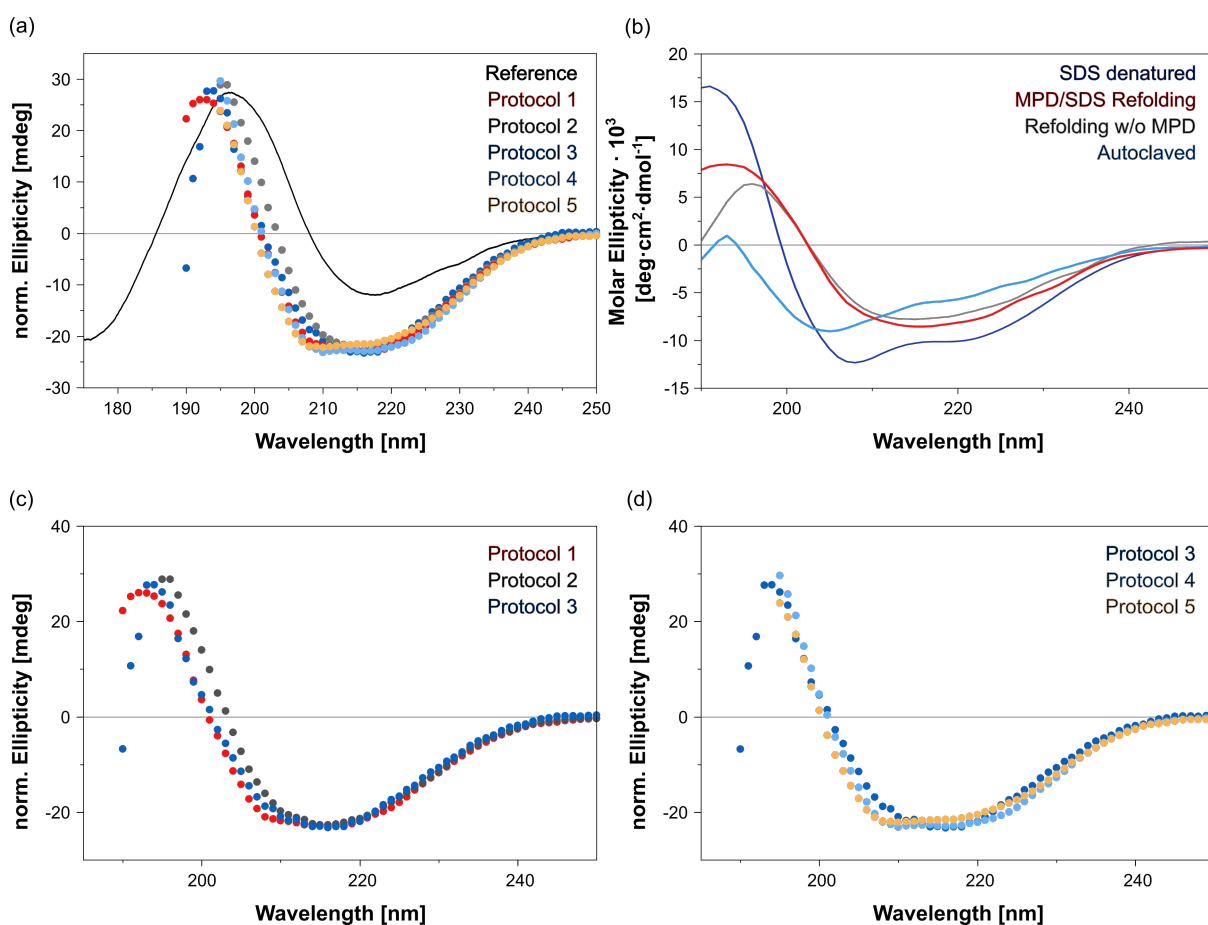 (a)
norm. Ellipticity [mdeg]
30
20
10
0
-10
-20
-30
Reference
Protocol 1
Protocol 2
Protocol 3
Protocol 4
Protocol 5
180 190 200 210 220 230 240 250
Wavelength [nm]
(b)
Molar Ellipticity · 10³
[deg·cm²·dmol⁻¹]
20
15
10
5
0
-5
-10
-15
SDS denatured
MPD/SDS Refolding
Refolding w/o MPD
Autoclaved
200 220 240
Wavelength [nm]
(c)
norm. Ellipticity [mdeg]
40
20
0
-20
Protocol 1
Protocol 2
Protocol 3
200 220 240
Wavelength [nm]
(d)
norm. Ellipticity [mdeg]
40
20
0
-20
Protocol 3
Protocol 4
Protocol 5
200 220 240
Wavelength [nm]